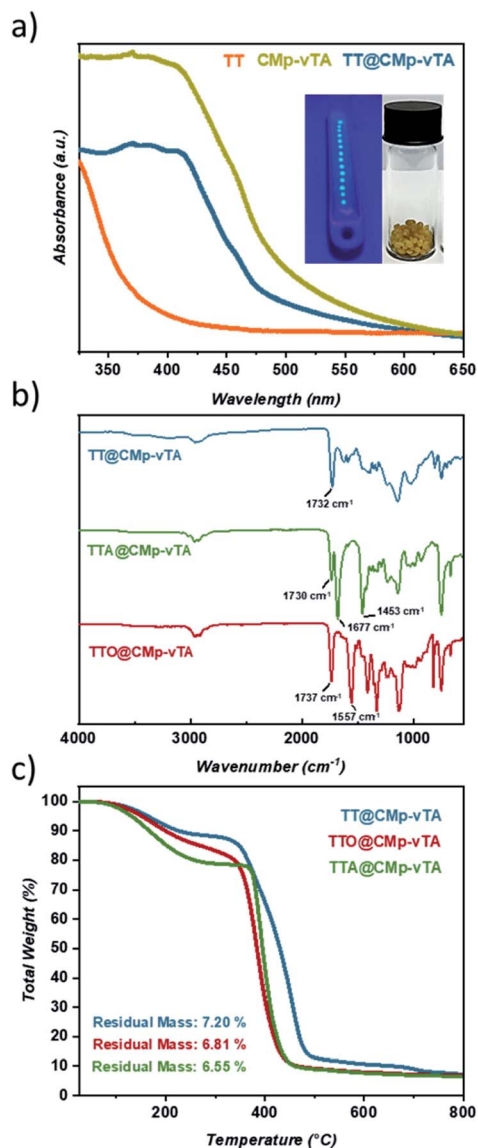 a)
TT CMp-vTA TT@CMp-vTA
Absorbance (a.u.)
350 400 450 500 550 600 650
Wavelength (nm)
b)
TT@CMp-vTA
1732 cm-1
TTA@CMp-vTA
1730 cm-1
1453 cm-1
1677 cm-1
TTO@CMp-vTA
1737 cm-1
1557 cm-1
4000 3000 2000 1000
Wavenumber (cm-1)
c)
100
90
80
70
60
50
40
30
20
10
0
Total Weight (%)
TT@CMp-vTA
TTO@CMp-vTA
TTA@CMp-vTA
Residual Mass: 7.20 %
Residual Mass: 6.81 %
Residual Mass: 6.55 %
200 400 600 800
Temperature (°C)